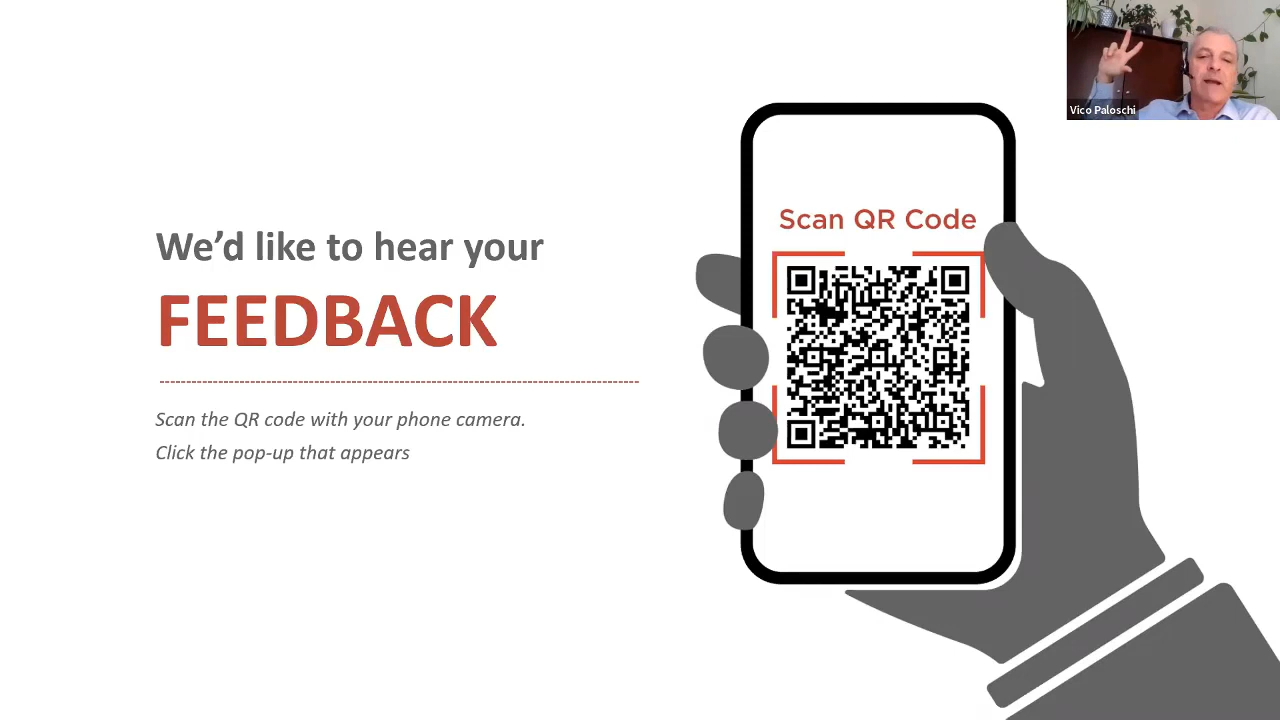 We'd like to hear your
FEEDBACK
Scan the QR code with your phone camera.
Click the pop-up that appears
Scan QR Code
Vico Paloschi